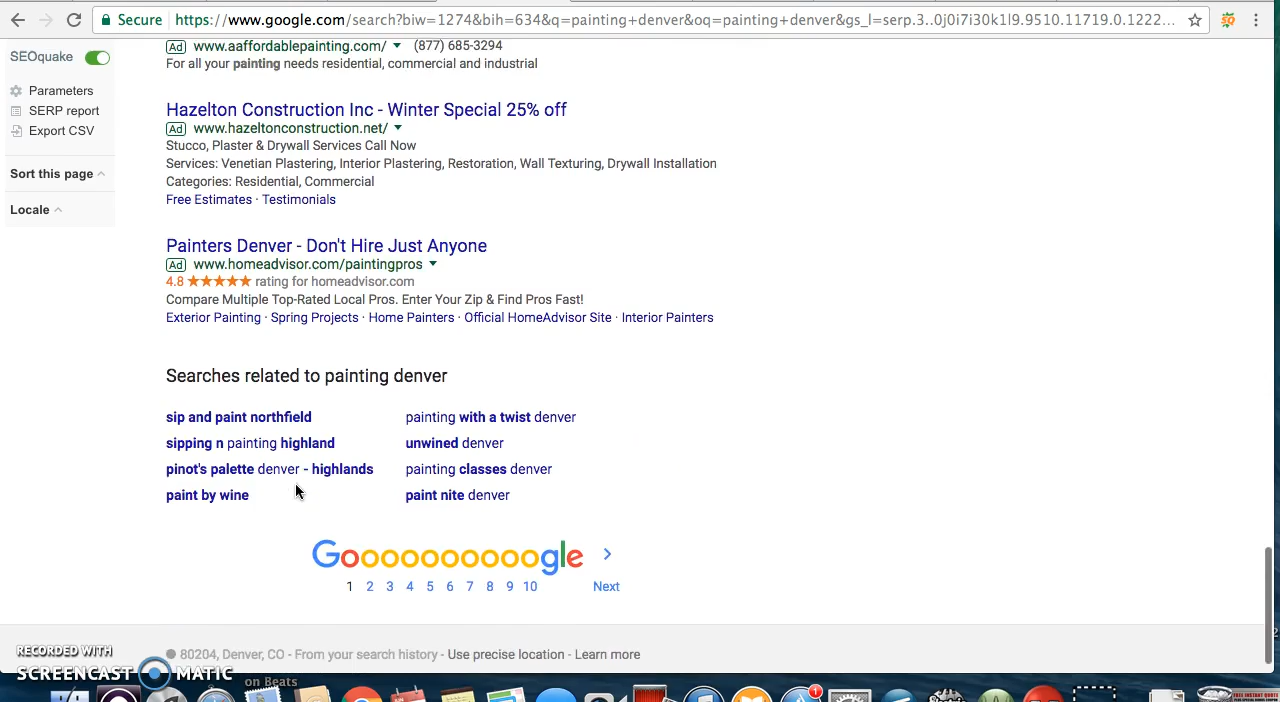 Secure https://www.google.com/search?biw=1274&bih=634&q=painting+denver&oq=painting+denver&gs_l=serp.3..0j0i7i30k1l9.9510.11719.0.1222...
SEOquake
Parameters
SERP report
Export CSV
Sort this page
Locale
Ad www.aaffordablepainting.com/ (877) 685-3294
For all your painting needs residential, commercial and industrial
Hazelton Construction Inc - Winter Special 25% off
Ad www.hazeltonconstruction.net/
Stucco, Plaster & Drywall Services Call Now
Services: Venetian Plastering, Interior Plastering, Restoration, Wall Texturing, Drywall Installation
Categories: Residential, Commercial
Free Estimates · Testimonials
Painters Denver - Don't Hire Just Anyone
Ad www.homeadvisor.com/paintingpros
4.8 ★★★★★ rating for homeadvisor.com
Compare Multiple Top-Rated Local Pros. Enter Your Zip & Find Pros Fast!
Exterior Painting · Spring Projects · Home Painters · Official HomeAdvisor Site · Interior Painters
Searches related to painting denver
sip and paint northfield painting with a twist denver
sipping n painting highland unwined denver
pinot's palette denver - highlands painting classes denver
paint by wine paint nite denver
Goooooooooogle >
1 2 3 4 5 6 7 8 9 10 Next
80204, Denver, CO - From your search history - Use precise location - Learn more
RECORDED WITH
SCREENCAST MATIC
on Beats
1